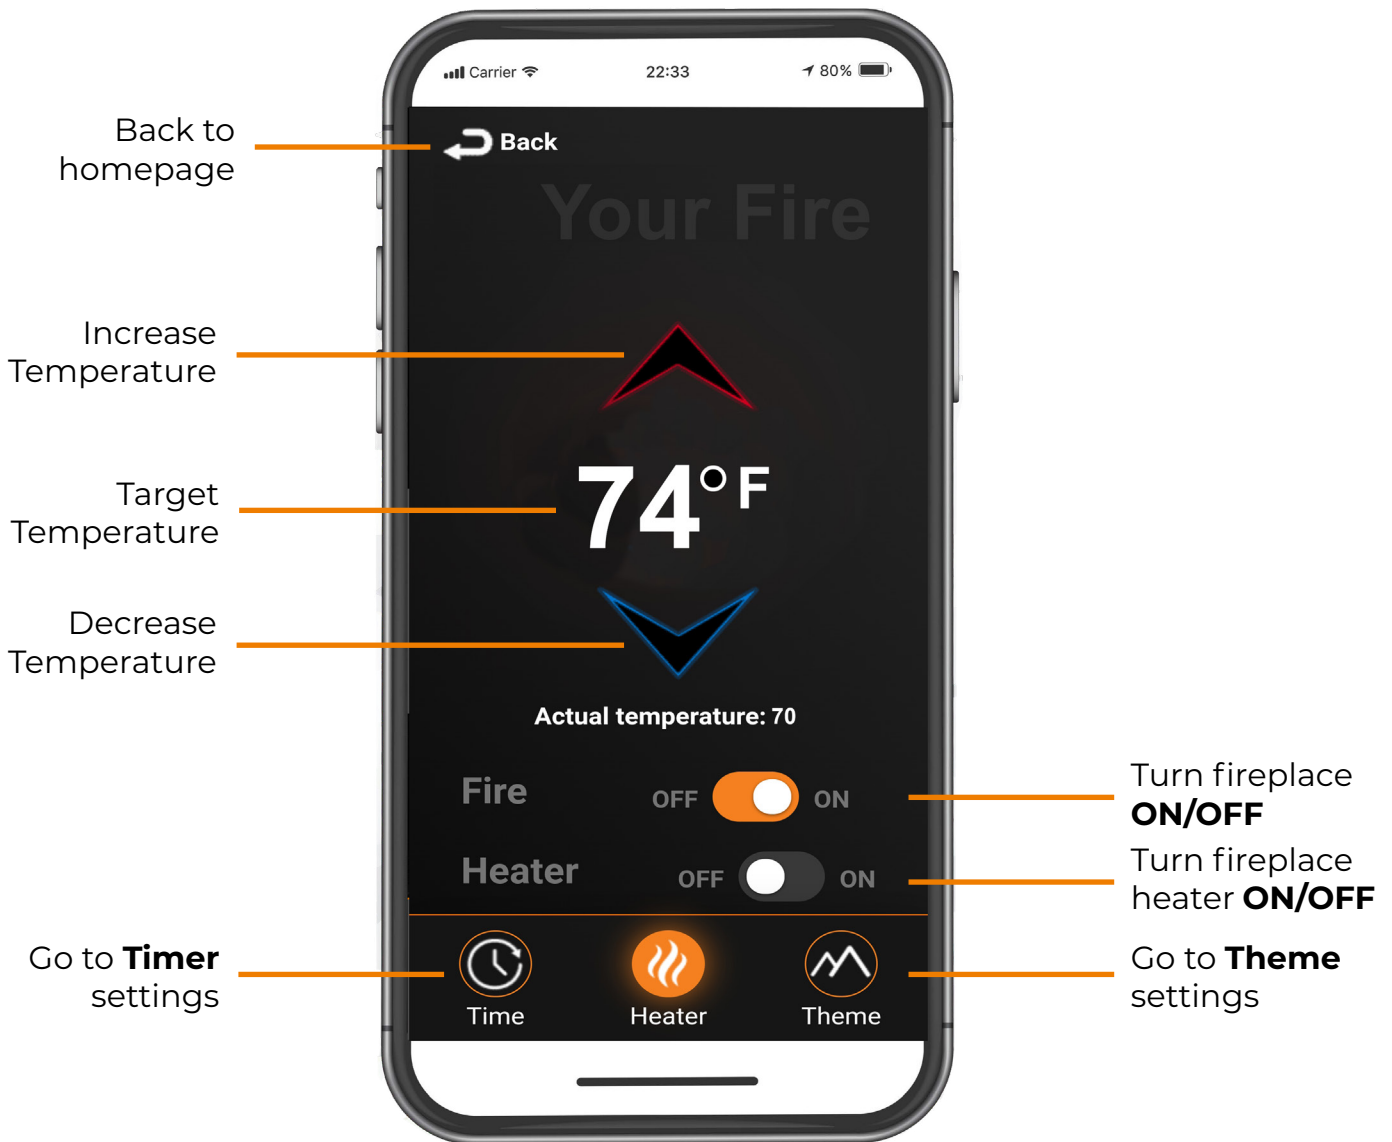 Carrier
22:33
80%
Back to
homepage
Back
Your Fire
Increase
Temperature
74°F
Target
Temperature
Decrease
Temperature
Actual temperature: 70
Fire
OFF
ON
Turn fireplace
ON/OFF
Heater
OFF
ON
Turn fireplace
heater ON/OFF
Go to Timer
settings
Time
Heater
Theme
Go to Theme
settings